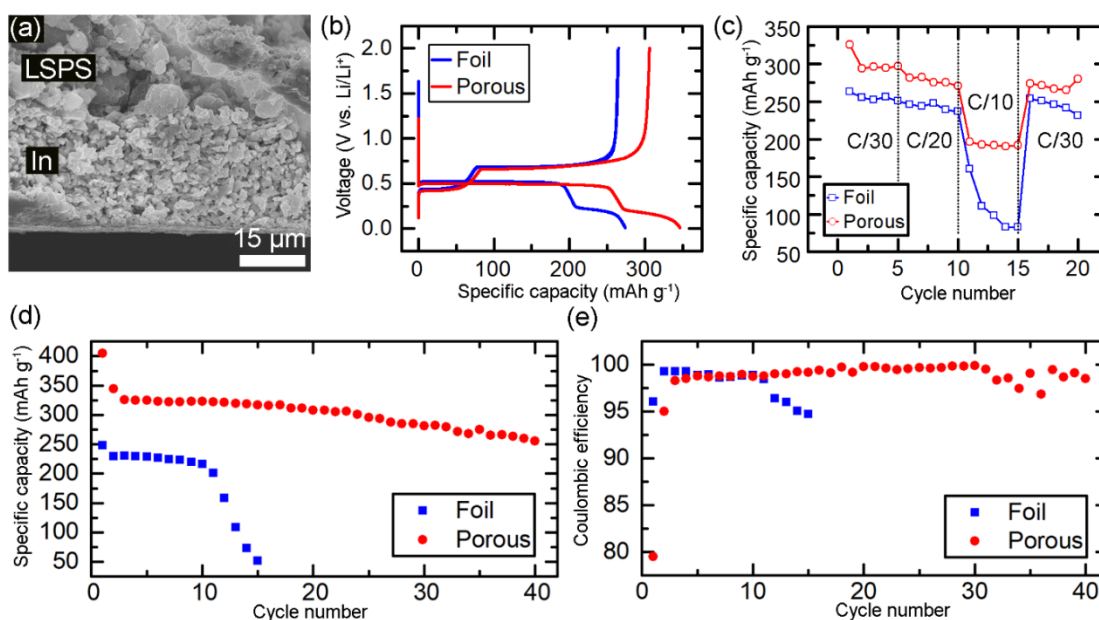 (a)
LSPS
In
15 µm
(b)
Foil
Porous
Voltage (V vs. Li/Li⁺)
2.0
1.5
1.0
0.5
0.0
0 100 200 300
Specific capacity (mAh g⁻¹)
(c)
Specific capacity (mAh g⁻¹)
350
300
250
200
150
100
50
C/30
C/20
C/10
C/30
Foil
Porous
0 5 10 15 20
Cycle number
(d)
Specific capacity (mAh g⁻¹)
400
350
300
250
200
150
100
50
Foil
Porous
0 10 20 30 40
Cycle number
(e)
Coulombic efficiency
100
95
90
85
80
Foil
Porous
0 10 20 30 40
Cycle number